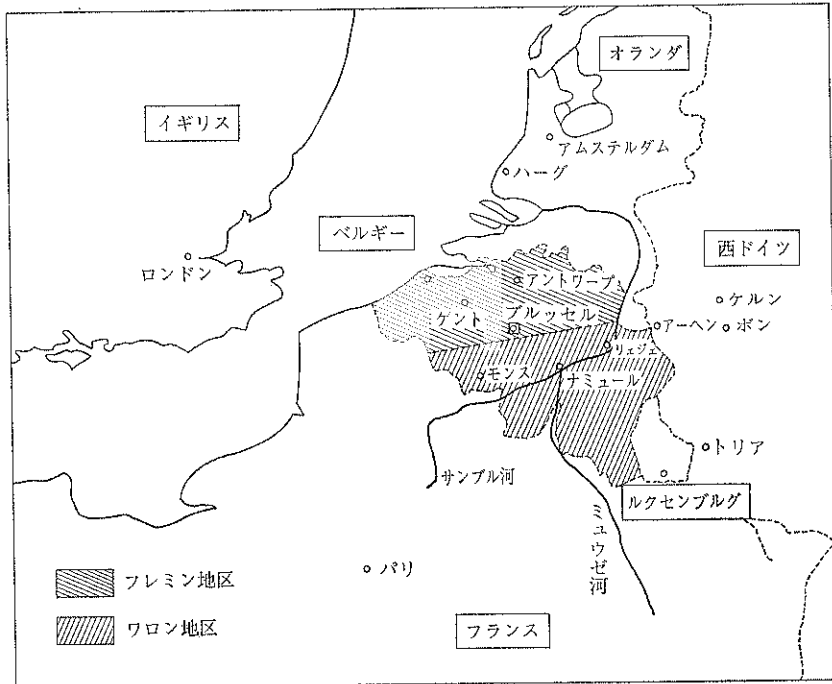 オランダ
イギリス
アムステルダム
ハーグ
ベルギー
西ドイツ
ロンドン
アントワープ
ケルン
ゲント
ブルッセル
アーヘン
ボン
リェジェ
モンス
ナミュール
トリア
サンブル河
ルクセンブルグ
ミュウゼ河
パリ
フレミン地区
ワロン地区
フランス